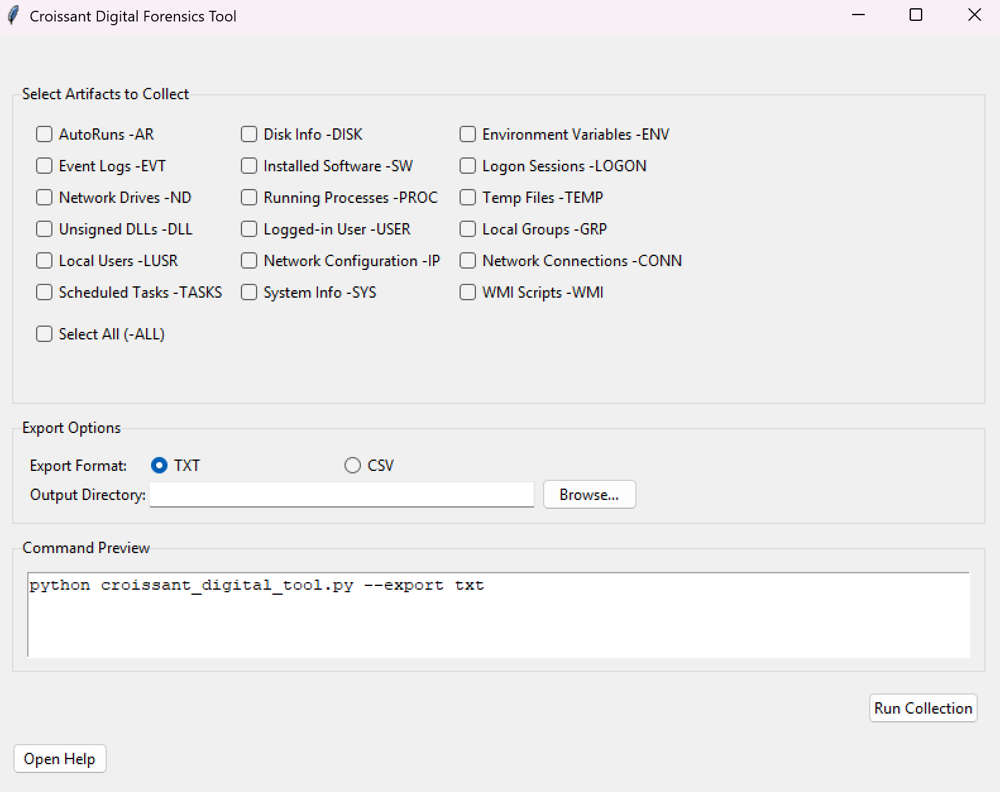 Croissant Digital Forensics Tool
Select Artifacts to Collect
AutoRuns -AR Disk Info -DISK Environment Variables -ENV
Event Logs -EVT Installed Software -SW Logon Sessions -LOGON
Network Drives -ND Running Processes -PROC Temp Files -TEMP
Unsigned DLLs -DLL Logged-in User -USER Local Groups -GRP
Local Users -LUSR Network Configuration -IP Network Connections -CONN
Scheduled Tasks -TASKS System Info -SYS WMI Scripts -WMI
Select All (-ALL)
Export Options
Export Format: TXT CSV
Output Directory: Browse...
Command Preview
python croissant_digital_tool.py --export txt
Run Collection
Open Help